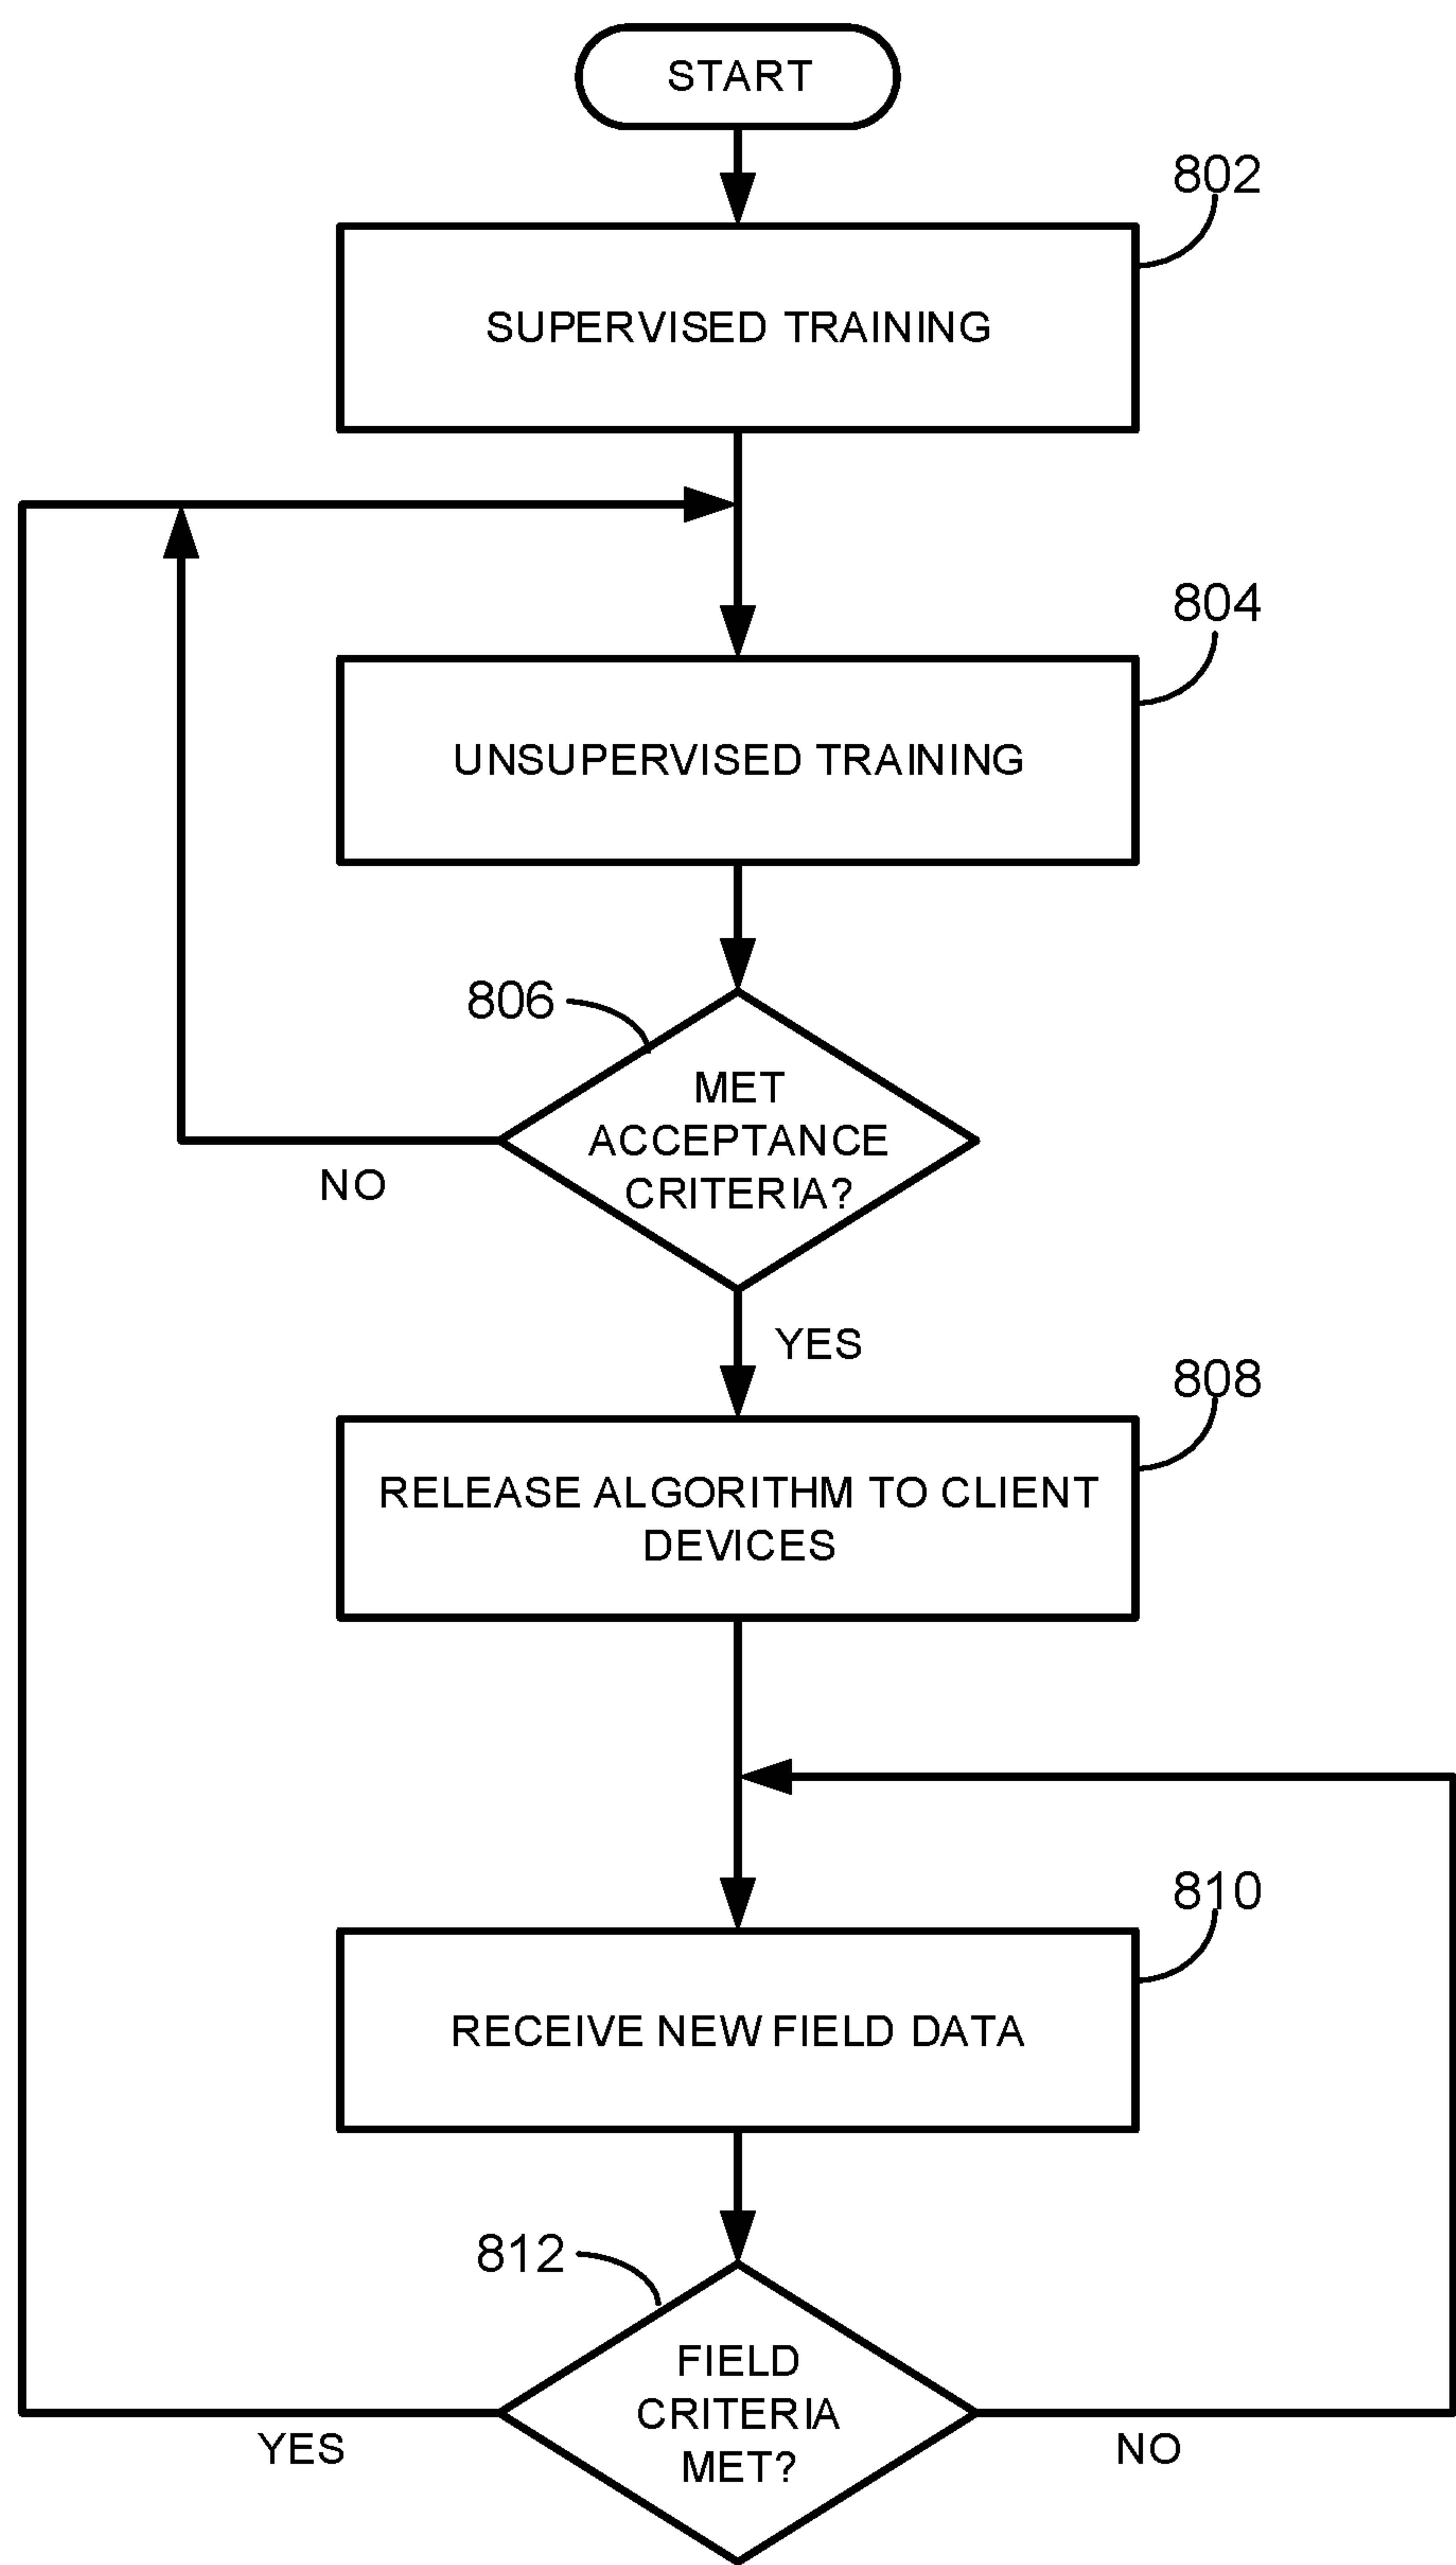 START
802
SUPERVISED TRAINING
804
UNSUPERVISED TRAINING
806
MET
ACCEPTANCE
CRITERIA?
NO
YES
808
RELEASE ALGORITHM TO CLIENT
DEVICES
810
RECEIVE NEW FIELD DATA
812
FIELD
CRITERIA
MET?
YES
NO